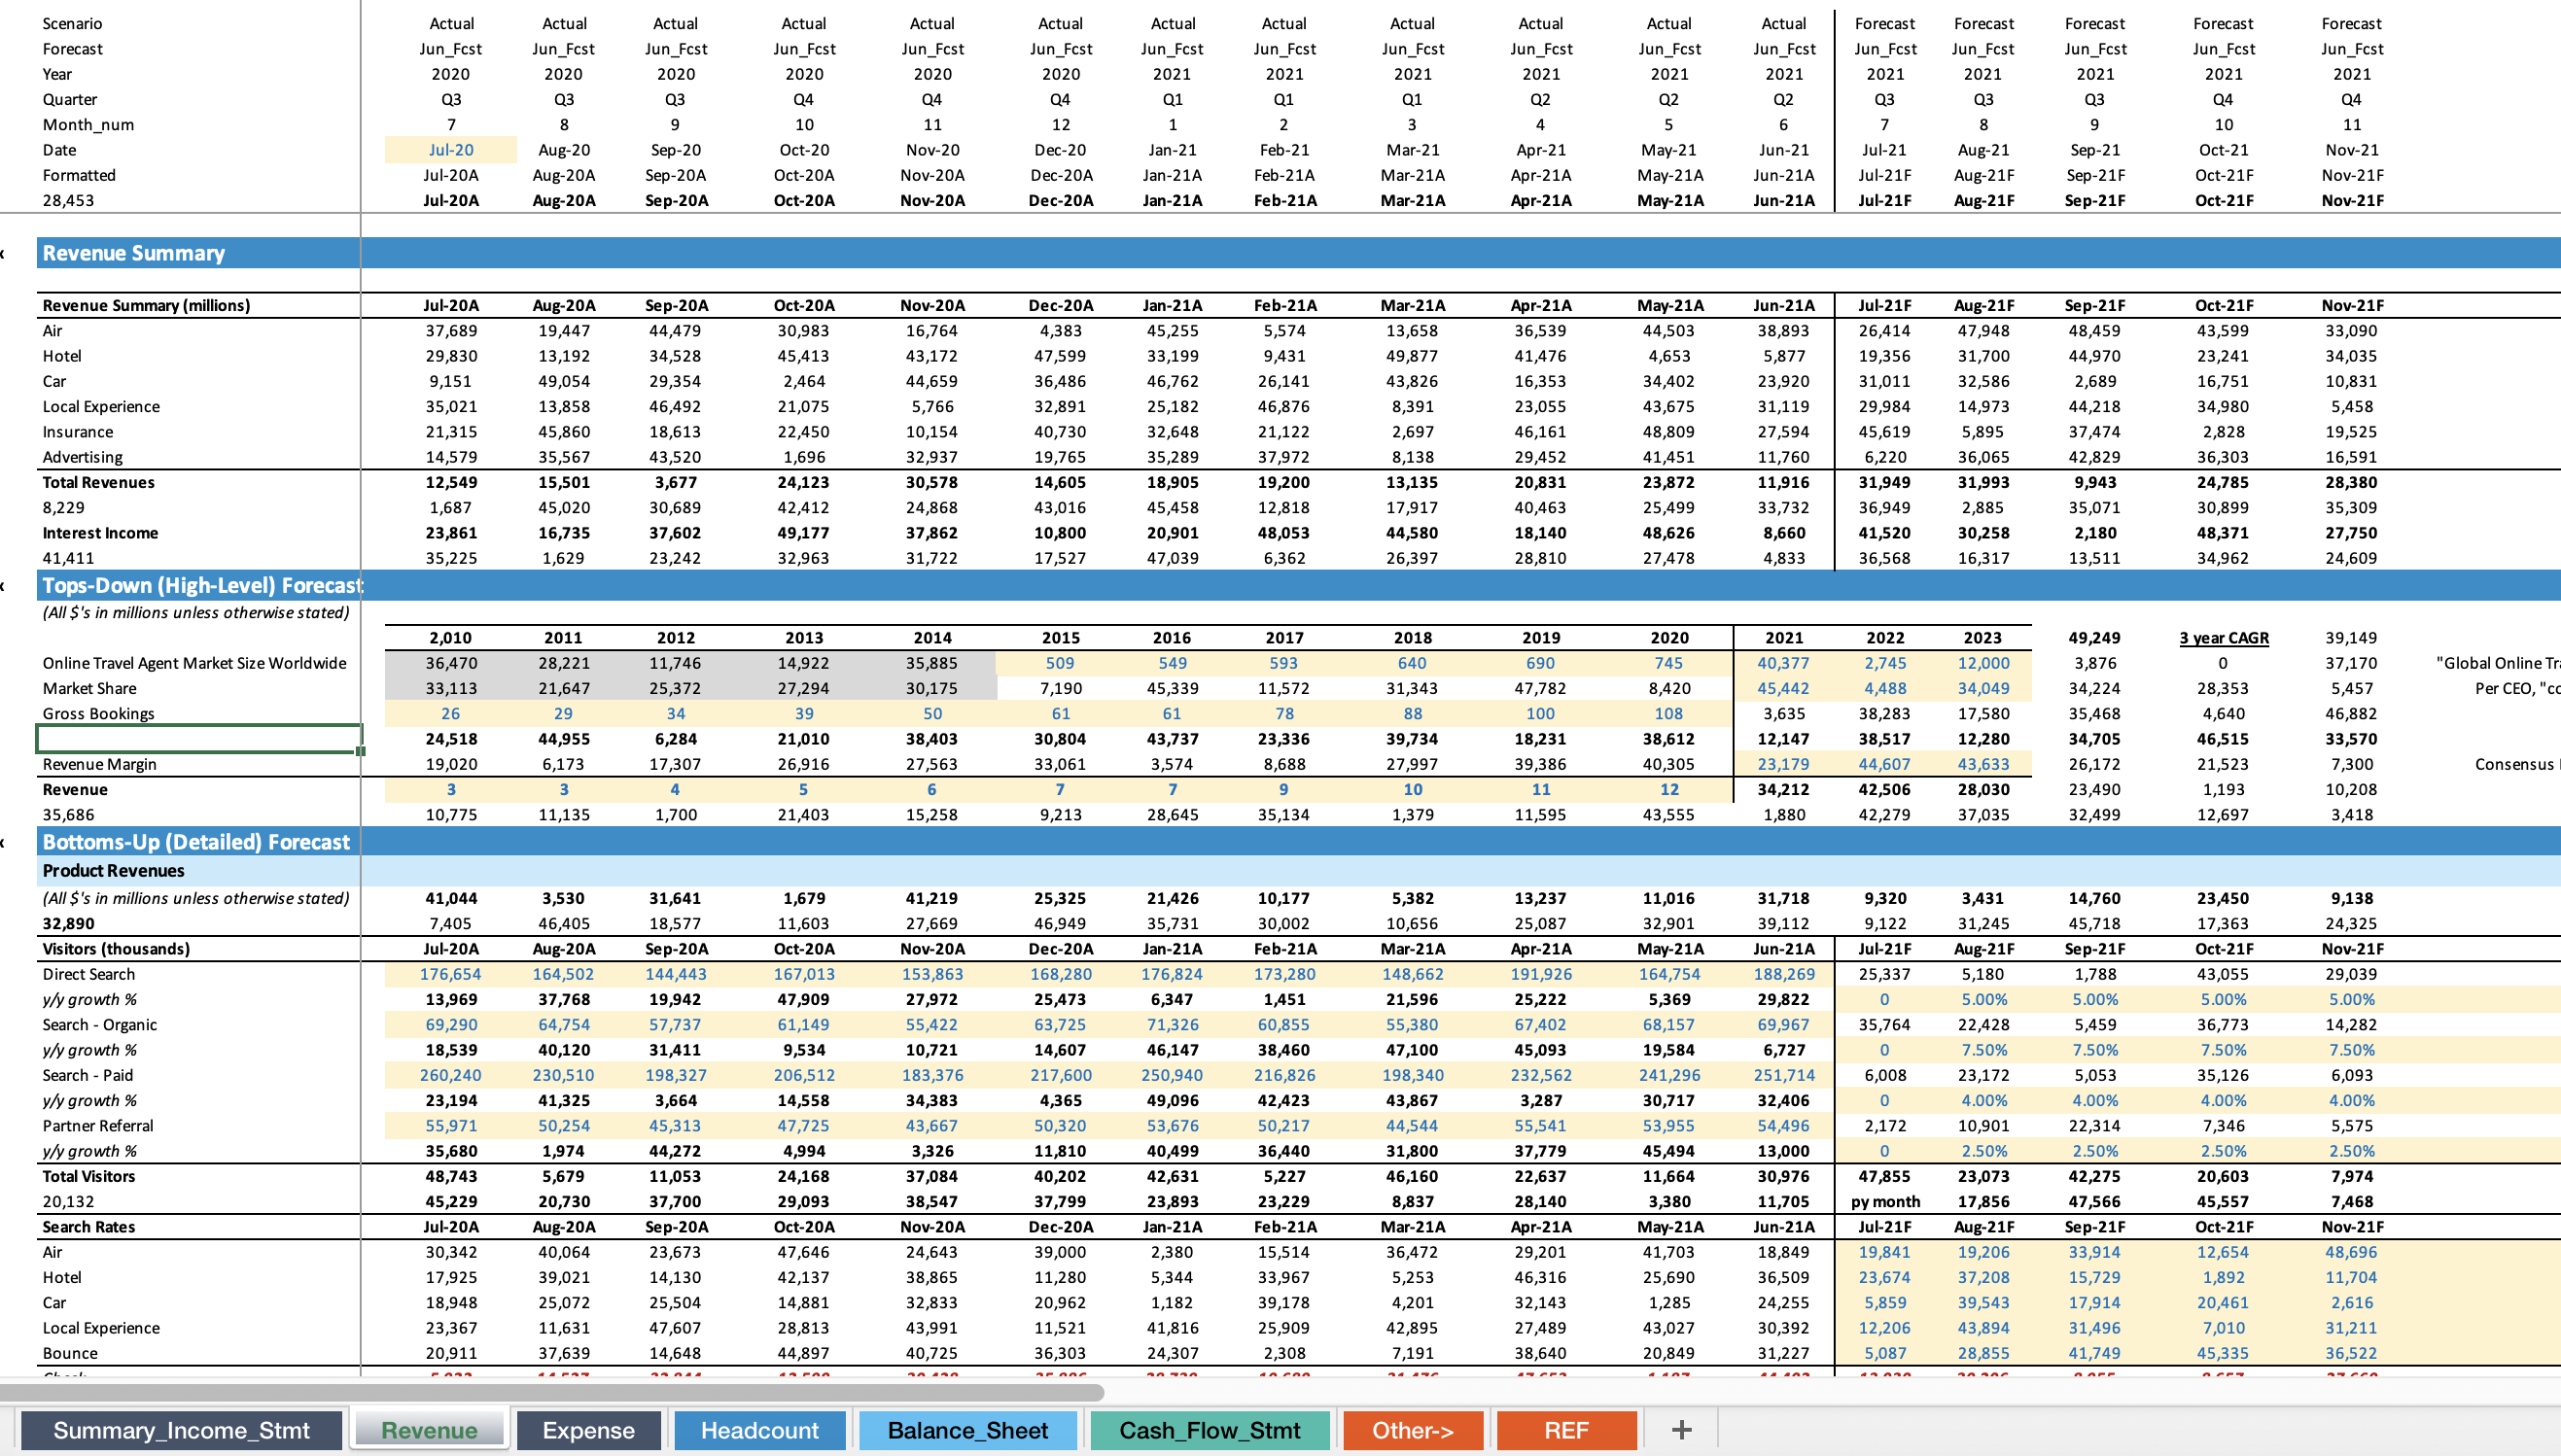 Scenario Actual Actual Actual Actual Actual Actual Actual Actual Actual Actual Actual Actual Forecast Forecast Forecast Forecast Forecast
Forecast Jun_Fcst Jun_Fcst Jun_Fcst Jun_Fcst Jun_Fcst Jun_Fcst Jun_Fcst Jun_Fcst Jun_Fcst Jun_Fcst Jun_Fcst Jun_Fcst Jun_Fcst Jun_Fcst Jun_Fcst Jun_Fcst Jun_Fcst
Year 2020 2020 2020 2020 2020 2020 2021 2021 2021 2021 2021 2021 2021 2021 2021 2021 2021
Quarter Q3 Q3 Q3 Q4 Q4 Q4 Q1 Q1 Q1 Q2 Q2 Q2 Q3 Q3 Q3 Q4 Q4
Month_num 7 8 9 10 11 12 1 2 3 4 5 6 7 8 9 10 11
Date Jul-20 Aug-20 Sep-20 Oct-20 Nov-20 Dec-20 Jan-21 Feb-21 Mar-21 Apr-21 May-21 Jun-21 Jul-21 Aug-21 Sep-21 Oct-21 Nov-21
Formatted Jul-20A Aug-20A Sep-20A Oct-20A Nov-20A Dec-20A Jan-21A Feb-21A Mar-21A Apr-21A May-21A Jun-21A Jul-21F Aug-21F Sep-21F Oct-21F Nov-21F
28,453 Jul-20A Aug-20A Sep-20A Oct-20A Nov-20A Dec-20A Jan-21A Feb-21A Mar-21A Apr-21A May-21A Jun-21A Jul-21F Aug-21F Sep-21F Oct-21F Nov-21F
Revenue Summary
Revenue Summary (millions) Jul-20A Aug-20A Sep-20A Oct-20A Nov-20A Dec-20A Jan-21A Feb-21A Mar-21A Apr-21A May-21A Jun-21A Jul-21F Aug-21F Sep-21F Oct-21F Nov-21F
Air 37,689 19,447 44,479 30,983 16,764 4,383 45,255 5,574 13,658 36,539 44,503 38,893 26,414 47,948 48,459 43,599 33,090
Hotel 29,830 13,192 34,528 45,413 43,172 47,599 33,199 9,431 49,877 41,476 4,653 5,877 19,356 31,700 44,970 23,241 34,035
Car 9,151 49,054 29,354 2,464 44,659 36,486 46,762 26,141 43,826 16,353 34,402 23,920 31,011 32,586 2,689 16,751 10,831
Local Experience 35,021 13,858 46,492 21,075 5,766 32,891 25,182 46,876 8,391 23,055 43,675 31,119 29,984 14,973 44,218 34,980 5,458
Insurance 21,315 45,860 18,613 22,450 10,154 40,730 32,648 21,122 2,697 46,161 48,809 27,594 45,619 5,895 37,474 2,828 19,525
Advertising 14,579 35,567 43,520 1,696 32,937 19,765 35,289 37,972 8,138 29,452 41,451 11,760 6,220 36,065 42,829 36,303 16,591
Total Revenues 12,549 15,501 3,677 24,123 30,578 14,605 18,905 19,200 13,135 20,831 23,872 11,916 31,949 31,993 9,943 24,785 28,380
8,229 1,687 45,020 30,689 42,412 24,868 43,016 45,458 12,818 17,917 40,463 25,499 33,732 36,949 2,885 35,071 30,899 35,309
Interest Income 23,861 16,735 37,602 49,177 37,862 10,800 20,901 48,053 44,580 18,140 48,626 8,660 41,520 30,258 2,180 48,371 27,750
41,411 35,225 1,629 23,242 32,963 31,722 17,527 47,039 6,362 26,397 28,810 27,478 4,833 36,568 16,317 13,511 34,962 24,609
Tops-Down (High-Level) Forecast
(All $'s in millions unless otherwise stated)
2,010 2011 2012 2013 2014 2015 2016 2017 2018 2019 2020 2021 2022 2023 49,249 3 year CAGR 39,149
Online Travel Agent Market Size Worldwide 36,470 28,221 11,746 14,922 35,885 509 549 593 640 690 745 40,377 2,745 12,000 3,876 0 37,170 "Global Online
Market Share 33,113 21,647 25,372 27,294 30,175 7,190 45,339 11,572 31,343 47,782 8,420 45,442 4,488 34,049 34,224 28,353 5,457 Per CEO,
Gross Bookings 26 29 34 39 50 61 61 78 88 100 108 3,635 38,283 17,580 35,468 4,640 46,882
24,518 44,955 6,284 21,010 38,403 30,804 43,737 23,336 39,734 18,231 38,612 12,147 38,517 12,280 34,705 46,515 33,570
Revenue Margin 19,020 6,173 17,307 26,916 27,563 33,061 3,574 8,688 27,997 39,386 40,305 23,179 44,607 43,633 26,172 21,523 7,300 Consensus
Revenue 3 3 4 5 6 7 7 9 10 11 12 34,212 42,506 28,030 23,490 1,193 10,208
35,686 10,775 11,135 1,700 21,403 15,258 9,213 28,645 35,134 1,379 11,595 43,555 1,880 42,279 37,035 32,499 12,697 3,418
Bottoms-Up (Detailed) Forecast
Product Revenues
(All $'s in millions unless otherwise stated) 41,044 3,530 31,641 1,679 41,219 25,325 21,426 10,177 5,382 13,237 11,016 31,718 9,320 3,431 14,760 23,450 9,138
32,890 7,405 46,405 18,577 11,603 27,669 46,949 35,731 30,002 10,656 25,087 32,901 39,112 9,122 31,245 45,718 17,363 24,325
Visitors (thousands) Jul-20A Aug-20A Sep-20A Oct-20A Nov-20A Dec-20A Jan-21A Feb-21A Mar-21A Apr-21A May-21A Jun-21A Jul-21F Aug-21F Sep-21F Oct-21F Nov-21F
Direct Search 176,654 164,502 144,443 167,013 153,863 168,280 176,824 173,280 148,662 191,926 164,754 188,269 25,337 5,180 1,788 43,055 29,039
y/y growth % 13,969 37,768 19,942 47,909 27,972 25,473 6,347 1,451 21,596 25,222 5,369 29,822 0 5.00% 5.00% 5.00% 5.00%
Search - Organic 69,290 64,754 57,737 61,149 55,422 63,725 71,326 60,855 55,380 67,402 68,157 69,967 35,764 22,428 5,459 36,773 14,282
y/y growth % 18,539 40,120 31,411 9,534 10,721 14,607 46,147 38,460 47,100 45,093 19,584 6,727 0 7.50% 7.50% 7.50% 7.50%
Search - Paid 260,240 230,510 198,327 206,512 183,376 217,600 250,940 216,826 198,340 232,562 241,296 251,714 6,008 23,172 5,053 35,126 6,093
y/y growth % 23,194 41,325 3,664 14,558 34,383 4,365 49,096 42,423 43,867 3,287 30,717 32,406 0 4.00% 4.00% 4.00% 4.00%
Partner Referral 55,971 50,254 45,313 47,725 43,667 50,320 53,676 50,217 44,544 55,541 53,955 54,496 2,172 10,901 22,314 7,346 5,575
y/y growth % 35,680 1,974 44,272 4,994 3,326 11,810 40,499 36,440 31,800 37,779 45,494 13,000 0 2.50% 2.50% 2.50% 2.50%
Total Visitors 48,743 5,679 11,053 24,168 37,084 40,202 42,631 5,227 46,160 22,637 11,664 30,976 47,855 23,073 42,275 20,603 7,974
20,132 45,229 20,730 37,700 29,093 38,547 37,799 23,893 23,229 8,837 28,140 3,380 11,705 py month 17,856 47,566 45,557 7,468
Search Rates Jul-20A Aug-20A Sep-20A Oct-20A Nov-20A Dec-20A Jan-21A Feb-21A Mar-21A Apr-21A May-21A Jun-21A Jul-21F Aug-21F Sep-21F Oct-21F Nov-21F
Air 30,342 40,064 23,673 47,646 24,643 39,000 2,380 15,514 36,472 29,201 41,703 18,849 19,841 19,206 33,914 12,654 48,696
Hotel 17,925 39,021 14,130 42,137 38,865 11,280 5,344 33,967 5,253 46,316 25,690 36,509 23,674 37,208 15,729 1,892 11,704
Car 18,948 25,072 25,504 14,881 32,833 20,962 1,182 39,178 4,201 32,143 1,285 24,255 5,859 39,543 17,914 20,461 2,616
Local Experience 23,367 11,631 47,607 28,813 43,991 11,521 41,816 25,909 42,895 27,489 43,027 30,392 12,206 43,894 31,496 7,010 31,211
Bounce 20,911 37,639 14,648 44,897 40,725 36,303 24,307 2,308 7,191 38,640 20,849 31,227 5,087 28,855 41,749 45,335 36,522
Summary_Income_Stmt Revenue Expense Headcount Balance_Sheet Cash_Flow_Stmt Other-> REF +